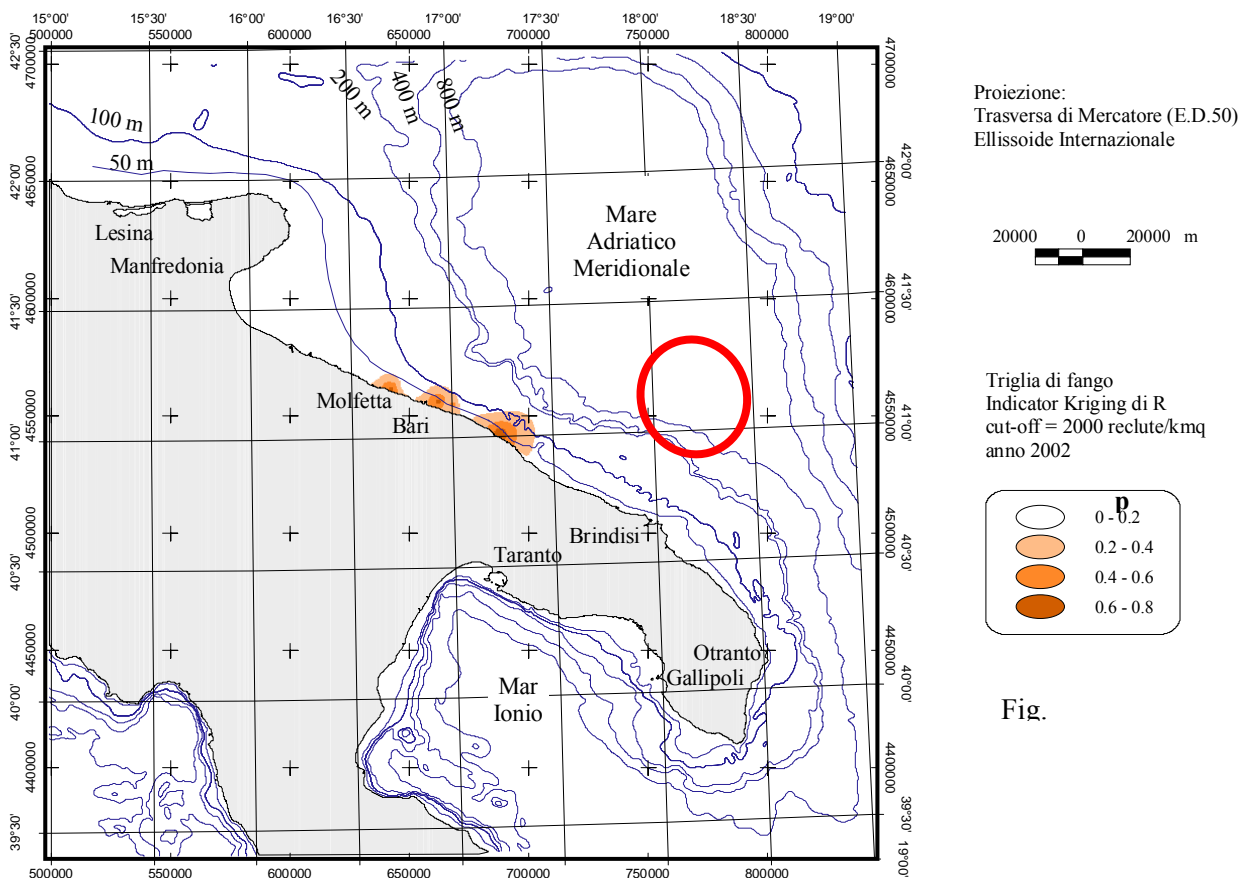 15°00' 15°30' 16°00' 16°30' 17°00' 17°30' 18°00' 18°30' 19°00'
500000 550000 600000 650000 700000 750000 800000
42°30'
4700000
42°00'
4650000
41°30'
4600000
41°00'
4550000
4500000
40°30'
4450000
40°00'
4400000
39°30'
4700000
42°00'
4650000
41°30'
4600000
41°00'
4550000
4500000
40°30'
4450000
40°00'
4400000
39°30'
19°00'
200 m
400 m
800 m
100 m
50 m
Lesina
Manfredonia
Mare
Adriatico
Meridionale
Molfetta
Bari
Brindisi
Taranto
Otranto
Gallipoli
Mar
Ionio
500000 550000 600000 650000 700000 750000 800000
Proiezione:
Trasversa di Mercatore (E.D.50)
Ellissoide Internazionale
20000 0 20000 m
Triglia di fango
Indicator Kriging di R
cut-off = 2000 reclute/kmq
anno 2002
p
0 - 0.2
0.2 - 0.4
0.4 - 0.6
0.6 - 0.8
Fig.